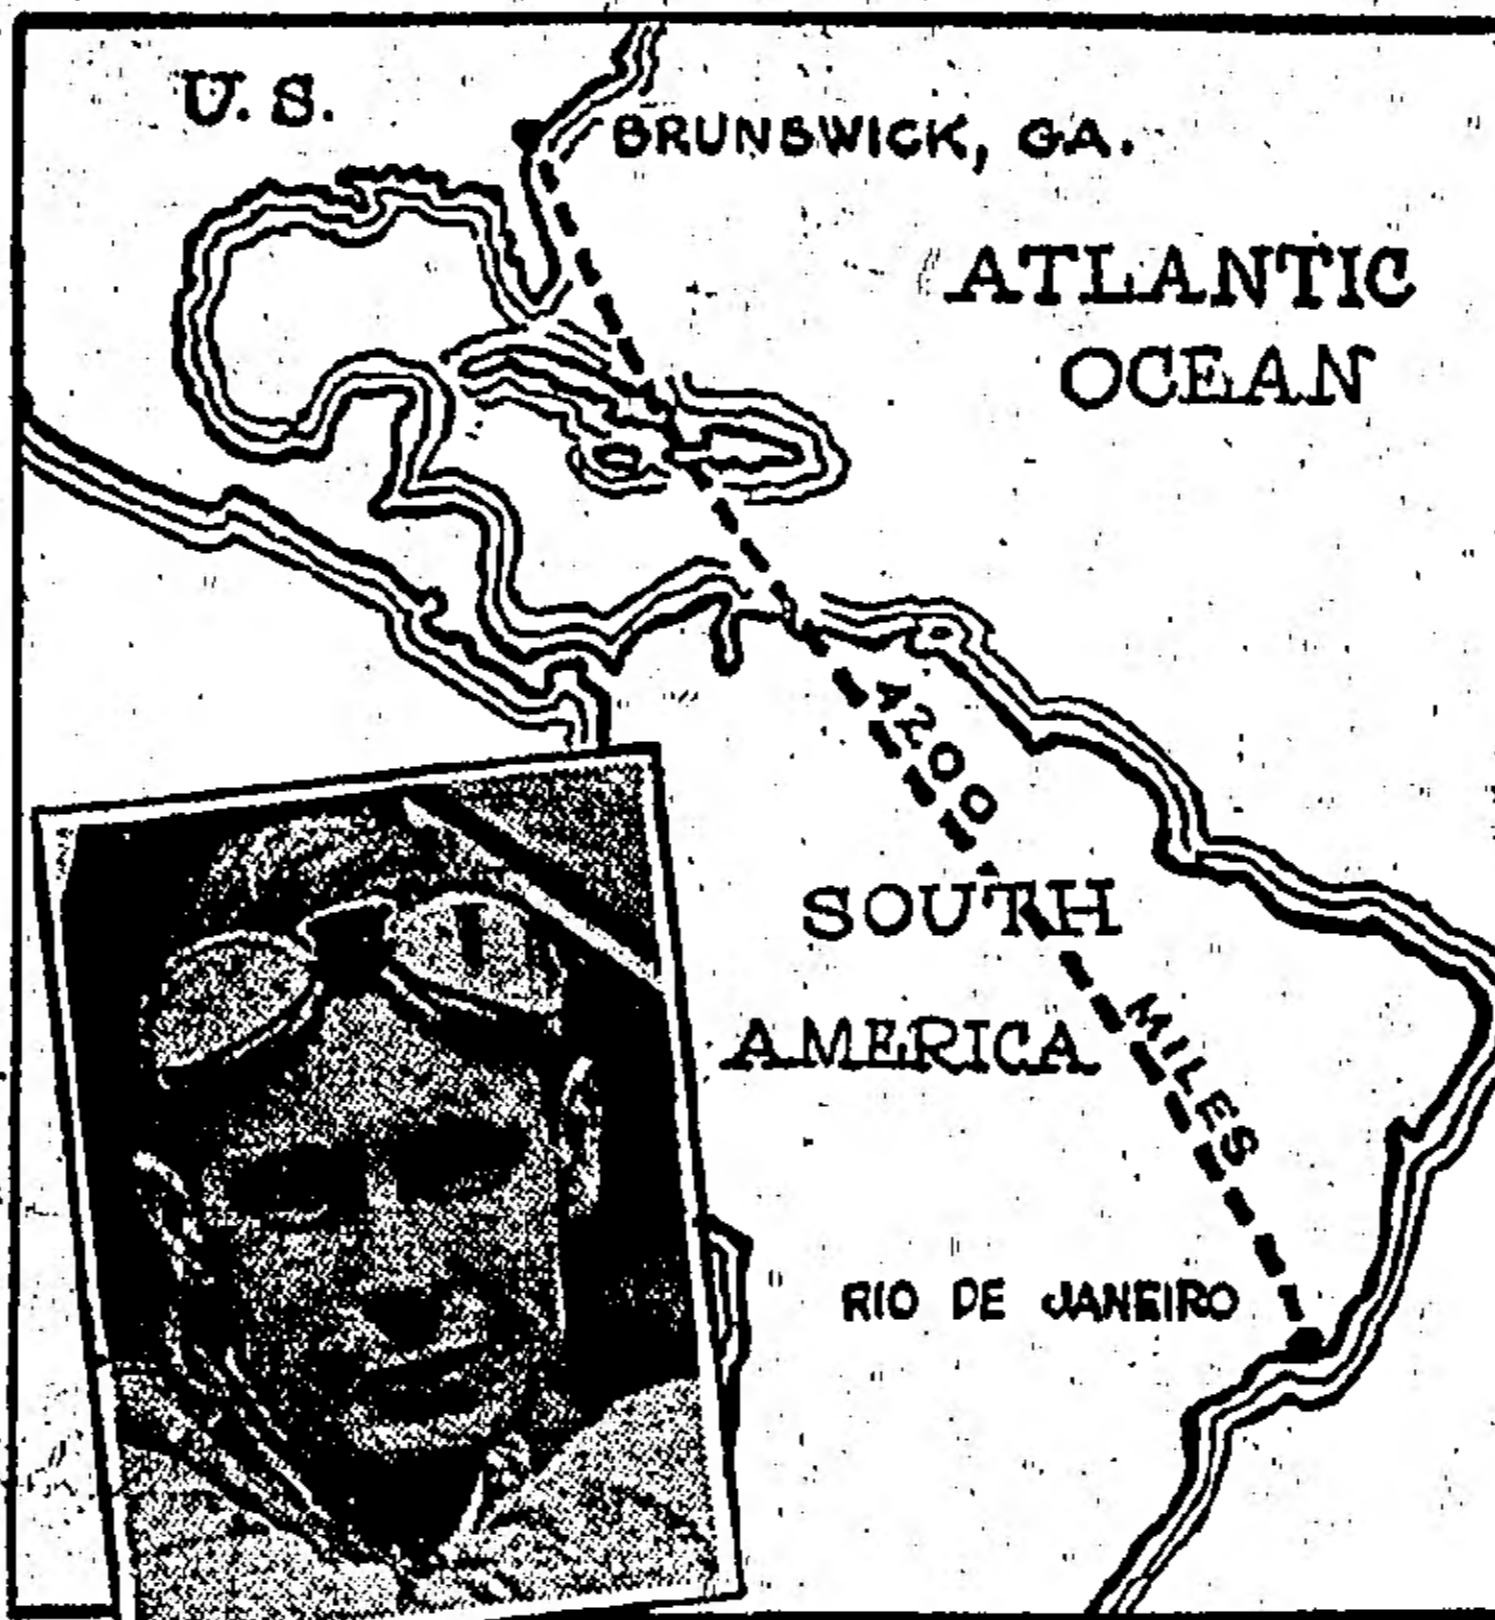 U.S.
BRUNSWICK, GA.
ATLANTIC
OCEAN
4200
SOUTH
AMERICA
MILES
RIO DE JANEIRO